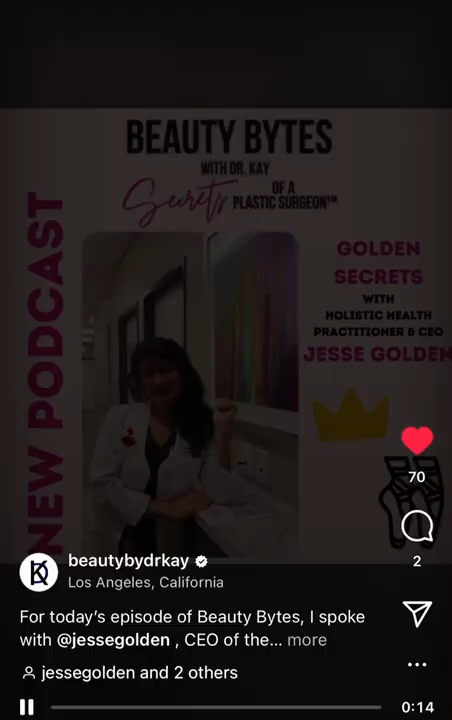 BEAUTY BYTES
WITH DR. KAY
Secrets OF A PLASTIC SURGEON™
NEW PODCAST
GOLDEN
SECRETS
WITH
HOLISTIC HEALTH
PRACTITIONER & CEO
JESSE GOLDEN
70
2
beautybydrkay
Los Angeles, California
For today's episode of Beauty Bytes, I spoke
with @jessegolden , CEO of the... more
jessegolden and 2 others
0:14